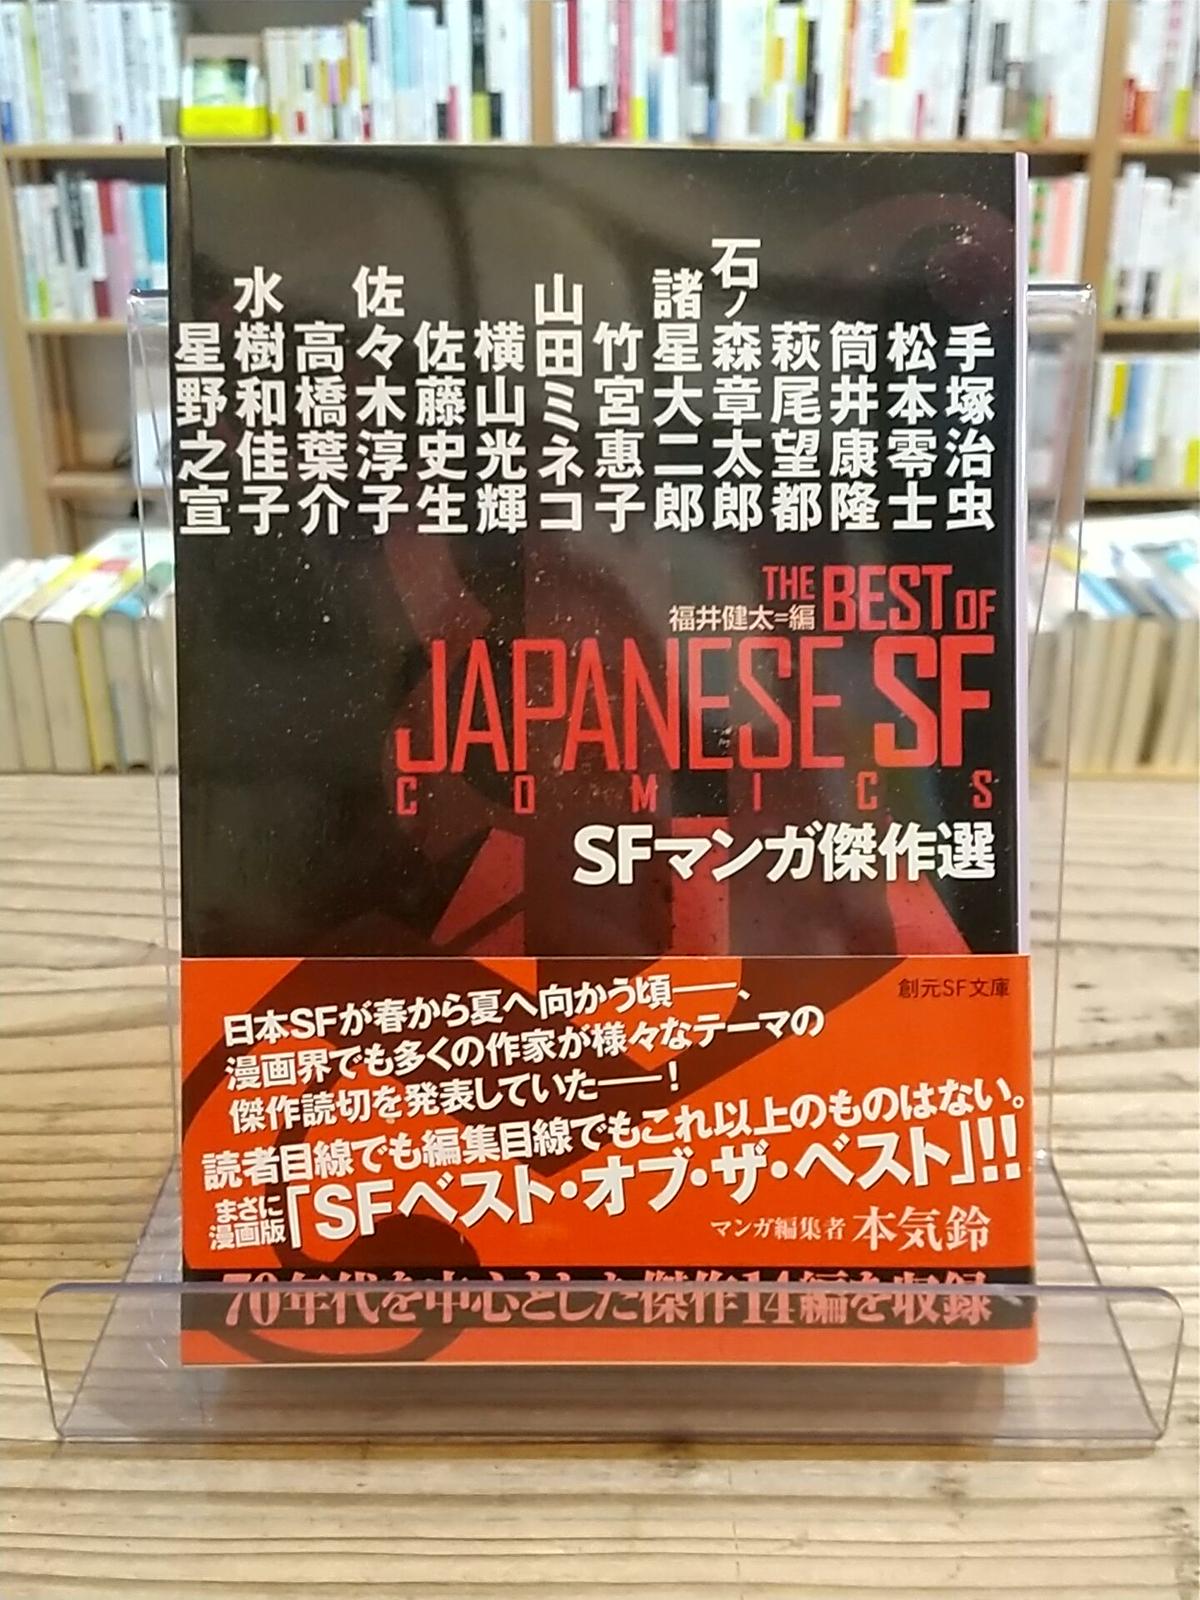 手塚治虫
松本零士
筒井康隆
萩尾望都
石ノ森章太郎
諸星大二郎
竹宮惠子
山田ミネコ
横山光輝
佐藤史生
佐々木淳子
高橋葉介
水樹和佳子
星野之宣
THE BEST OF
福井健太=編
JAPANESE SF
COMICS
SFマンガ傑作選
創元SF文庫
日本SFが春から夏へ向かう頃――、
漫画界でも多くの作家が様々なテーマの
傑作読切を発表していた――!
読者目線でも編集目線でもこれ以上のものはない。
まさに
漫画版「SFベスト・オブ・ザ・ベスト」!!
マンガ編集者 本気鈴
70年代を中心とした傑作14編を収録